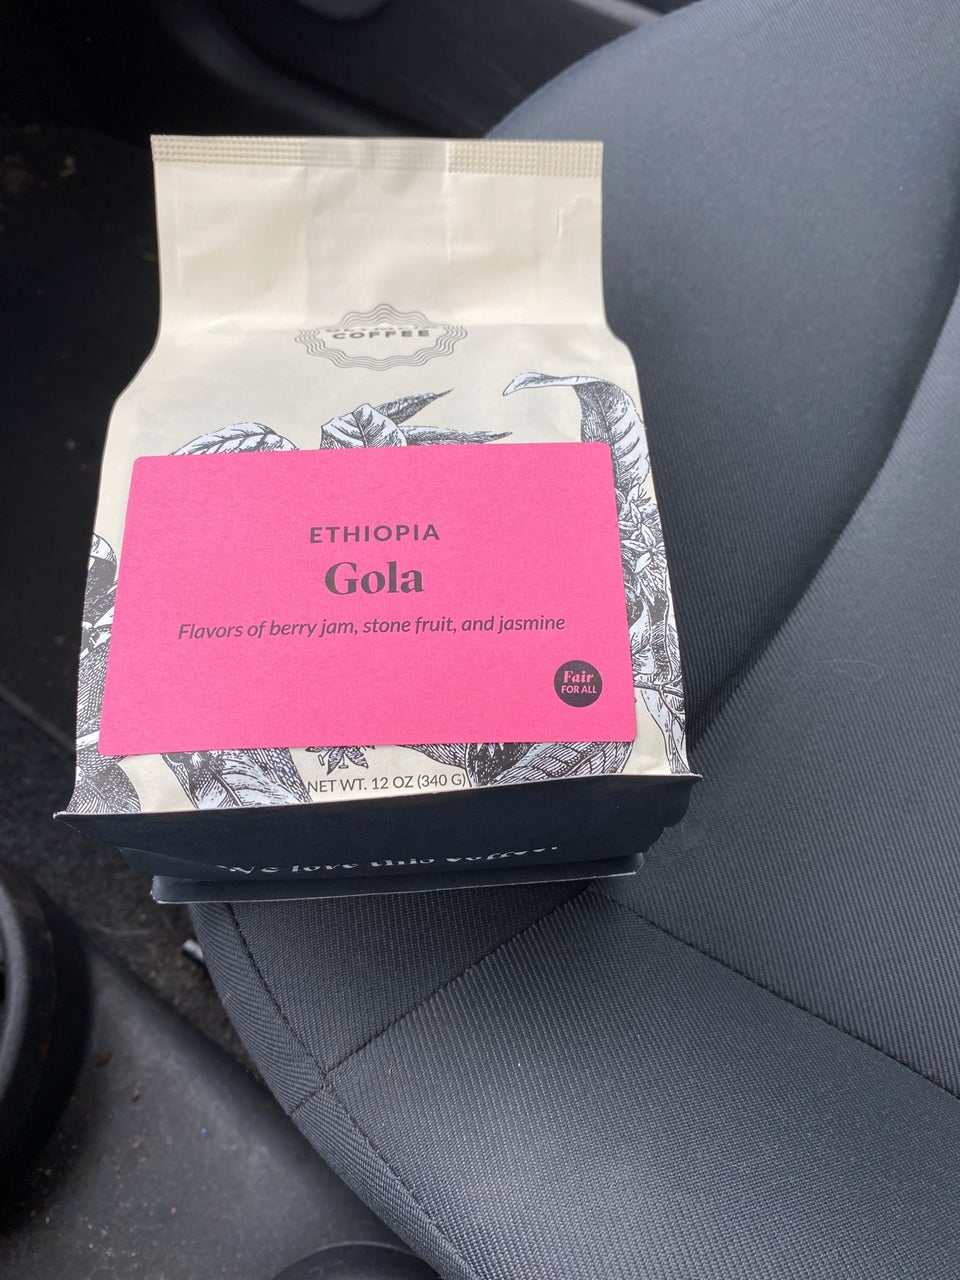 COFFEE
ETHIOPIA
Gola
Flavors of berry jam, stone fruit, and jasmine
Fair
FOR ALL
NET WT. 12 OZ (340 G)
We love this coffee!